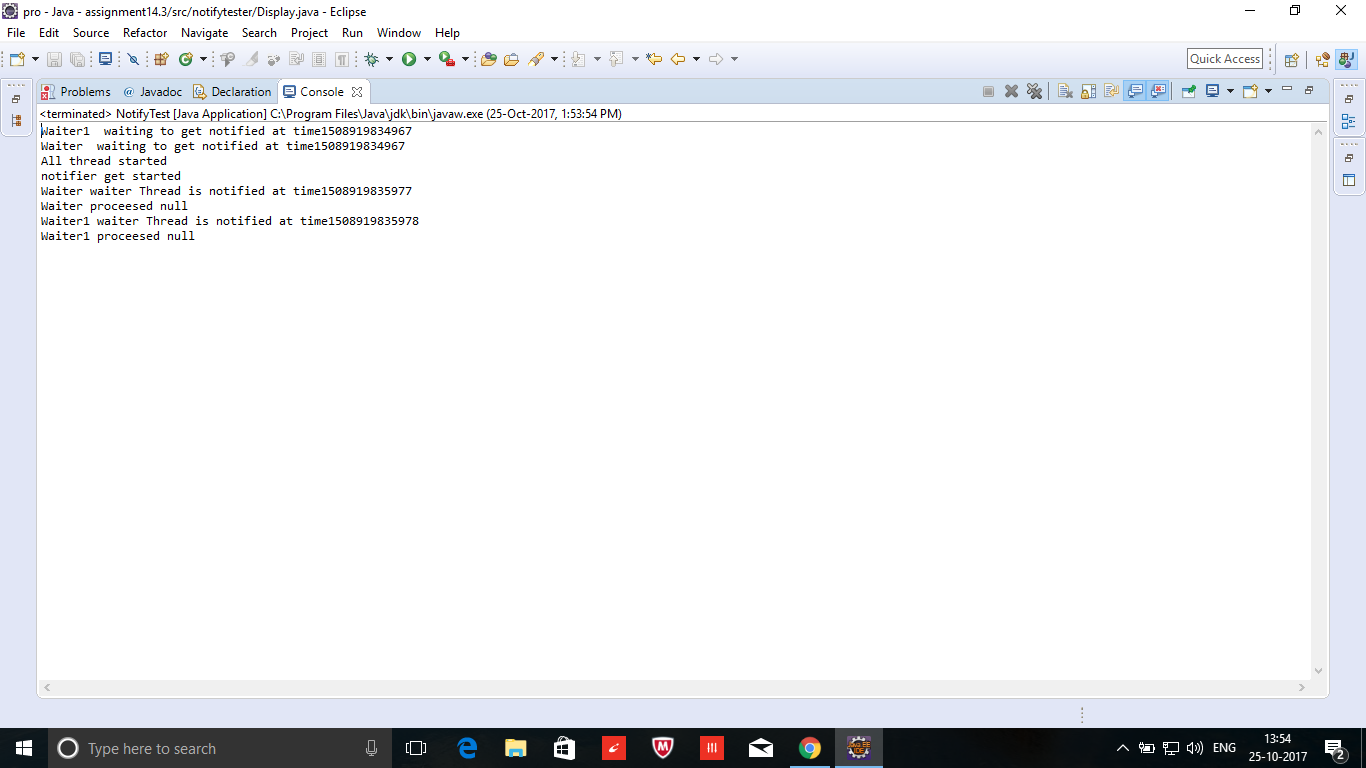 pro - Java - assignment14.3/src/notifytester/Display.java - Eclipse
File Edit Source Refactor Navigate Search Project Run Window Help
Quick Access
Problems @ Javadoc Declaration Console
<terminated> NotifyTest [Java Application] C:\Program Files\Java\jdk\bin\javaw.exe (25-Oct-2017, 1:53:54 PM)
Waiter1  waiting to get notified at time1508919834967
Waiter  waiting to get notified at time1508919834967
All thread started
notifier get started
Waiter waiter Thread is notified at time1508919835977
Waiter proceesed null
Waiter1 waiter Thread is notified at time1508919835978
Waiter1 proceesed null
Type here to search
ENG
13:54
25-10-2017
2